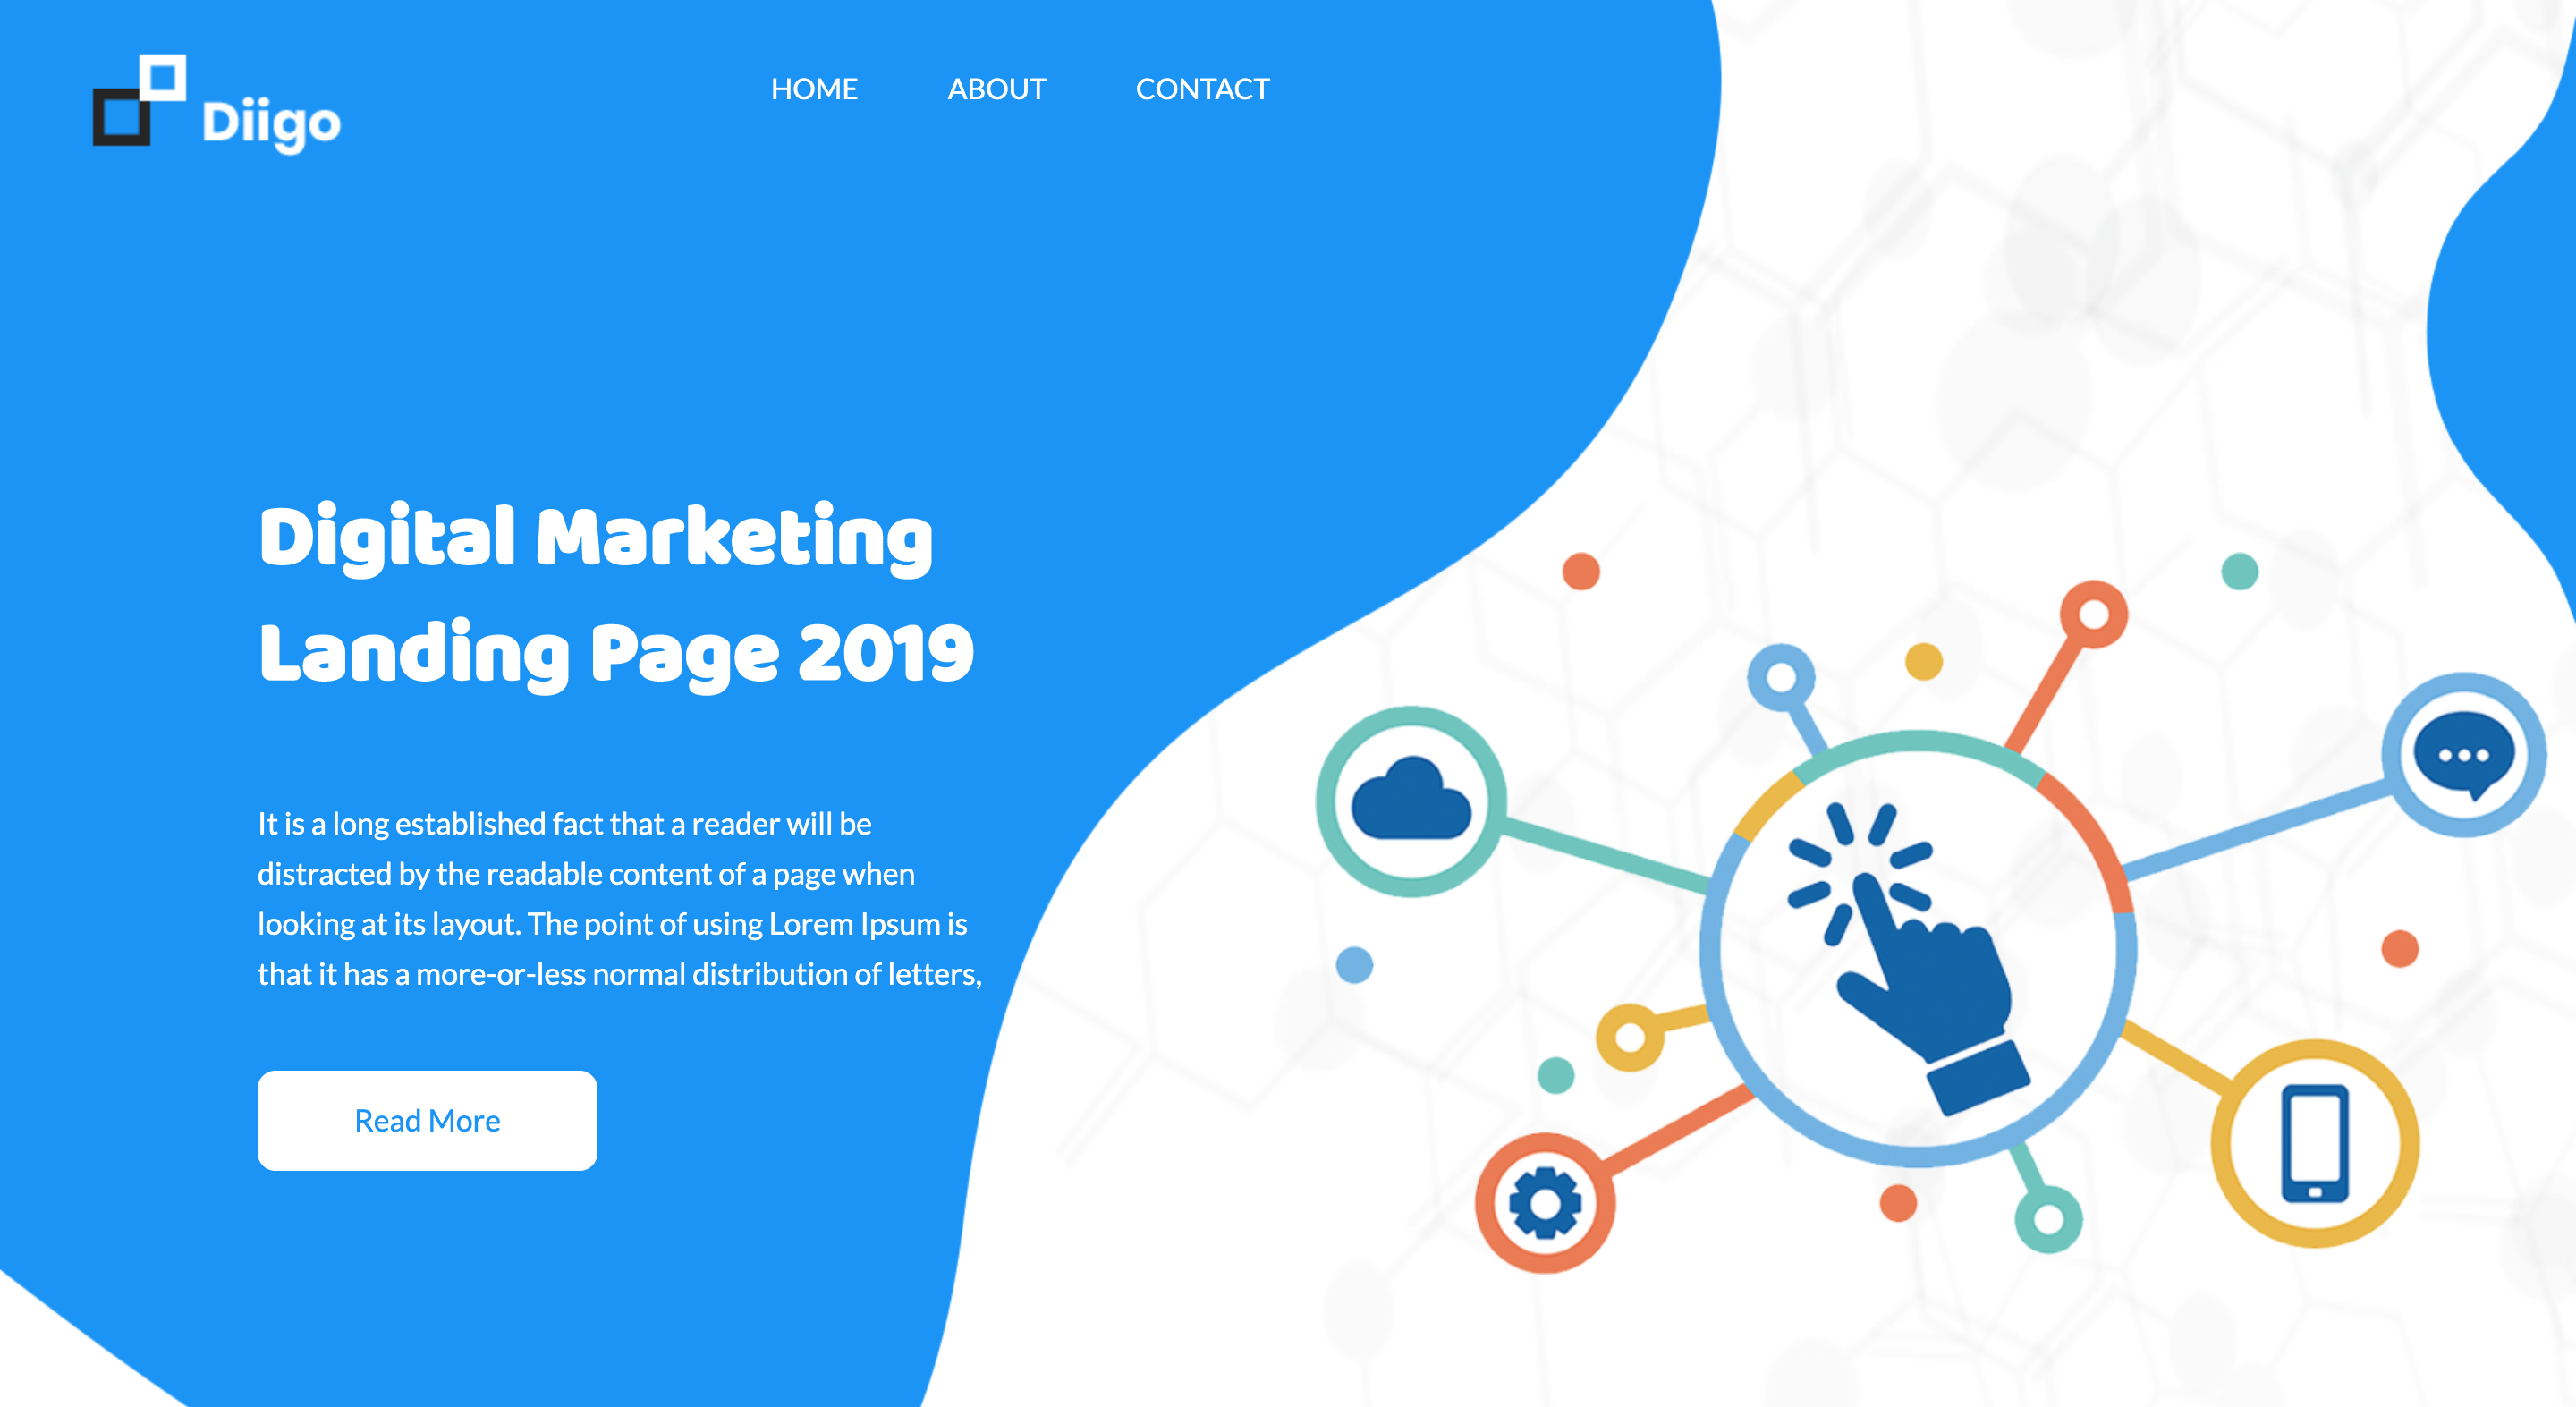 Diigo
HOME ABOUT CONTACT
Digital Marketing
Landing Page 2019
It is a long established fact that a reader will be
distracted by the readable content of a page when
looking at its layout. The point of using Lorem Ipsum is
that it has a more-or-less normal distribution of letters,
Read More